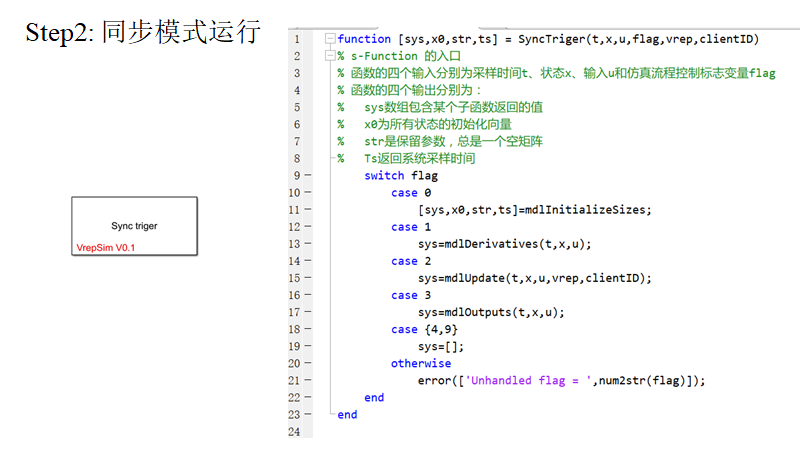 Step2: 同步模式运行
Sync triger
VrepSim V0.1
1 function [sys,x0,str,ts] = SyncTriger(t,x,u,flag,vrep,clientID)
2 % s-Function 的入口
3 % 函数的四个输入分别为采样时间t、状态x、输入u和仿真流程控制标志变量flag
4 % 函数的四个输出分别为：
5 % sys数组包含某个子函数返回的值
6 % x0为所有状态的初始化向量
7 % str是保留参数，总是一个空矩阵
8 % Ts返回系统采样时间
9 – switch flag
10 – case 0
11 – [sys,x0,str,ts]=mdlInitializeSizes;
12 – case 1
13 – sys=mdlDerivatives(t,x,u);
14 – case 2
15 – sys=mdlUpdate(t,x,u,vrep,clientID);
16 – case 3
17 – sys=mdlOutputs(t,x,u);
18 – case {4,9}
19 – sys=[];
20 – otherwise
21 – error(['Unhandled flag = ',num2str(flag)]);
22 – end
23 – end
24